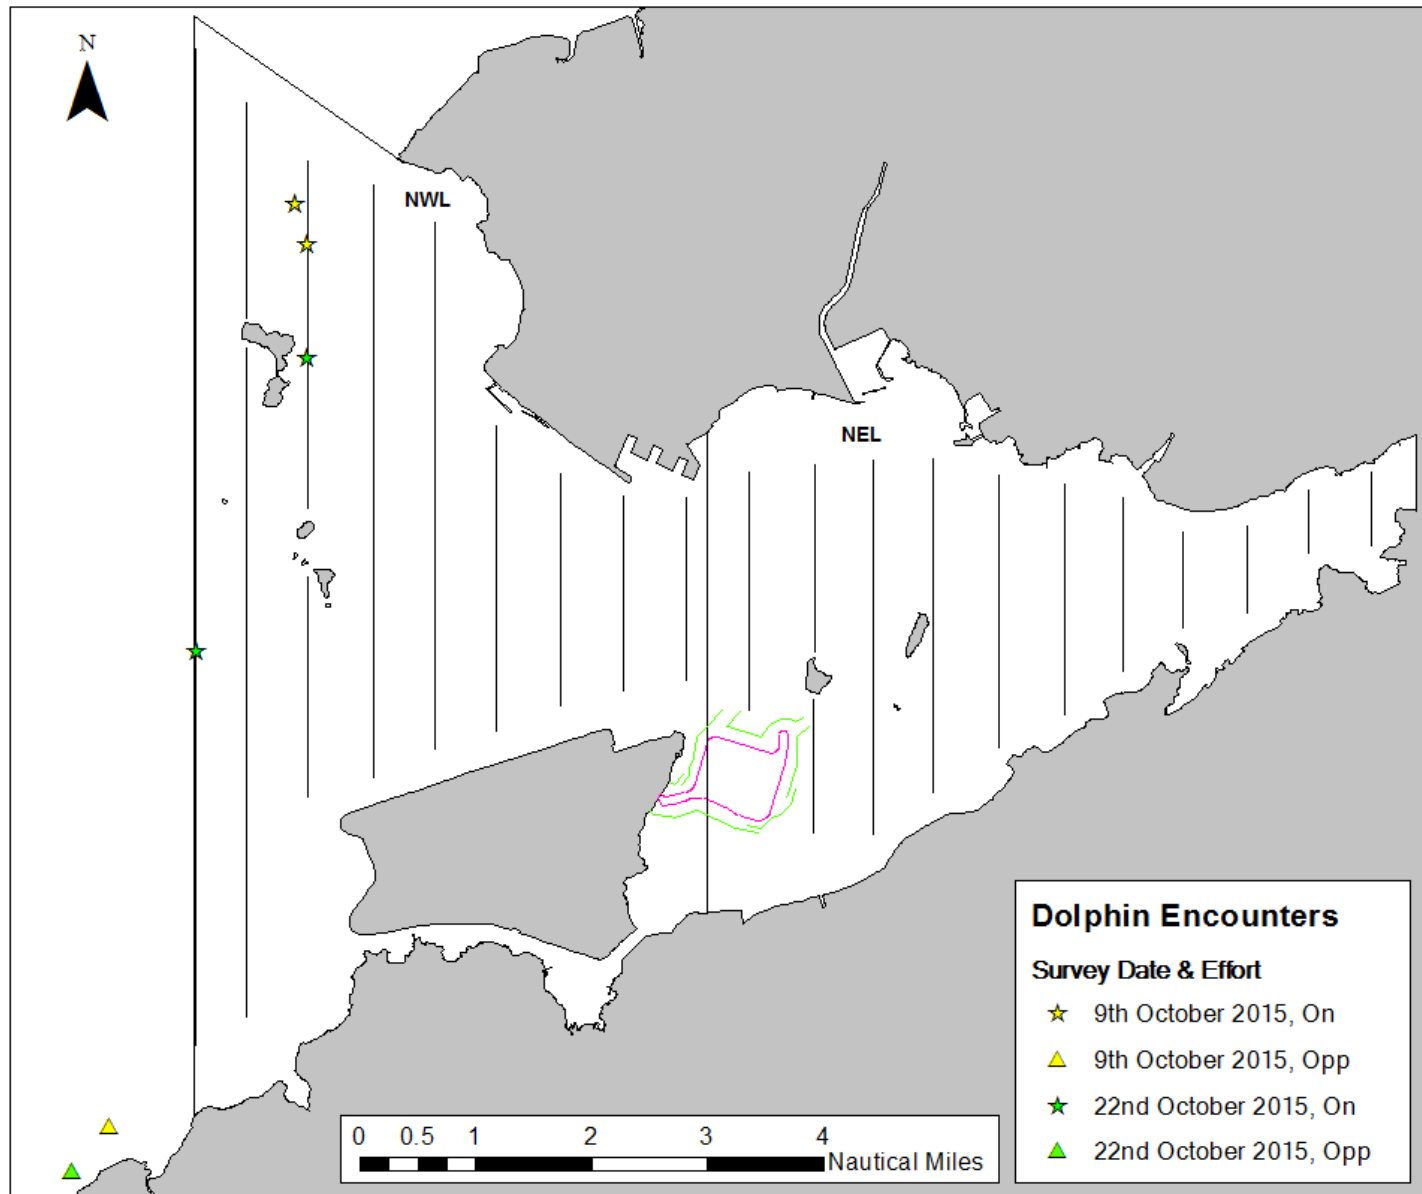 N
NWL
NEL
Dolphin Encounters
Survey Date & Effort
9th October 2015, On
9th October 2015, Opp
22nd October 2015, On
22nd October 2015, Opp
0 0.5 1 2 3 4
Nautical Miles